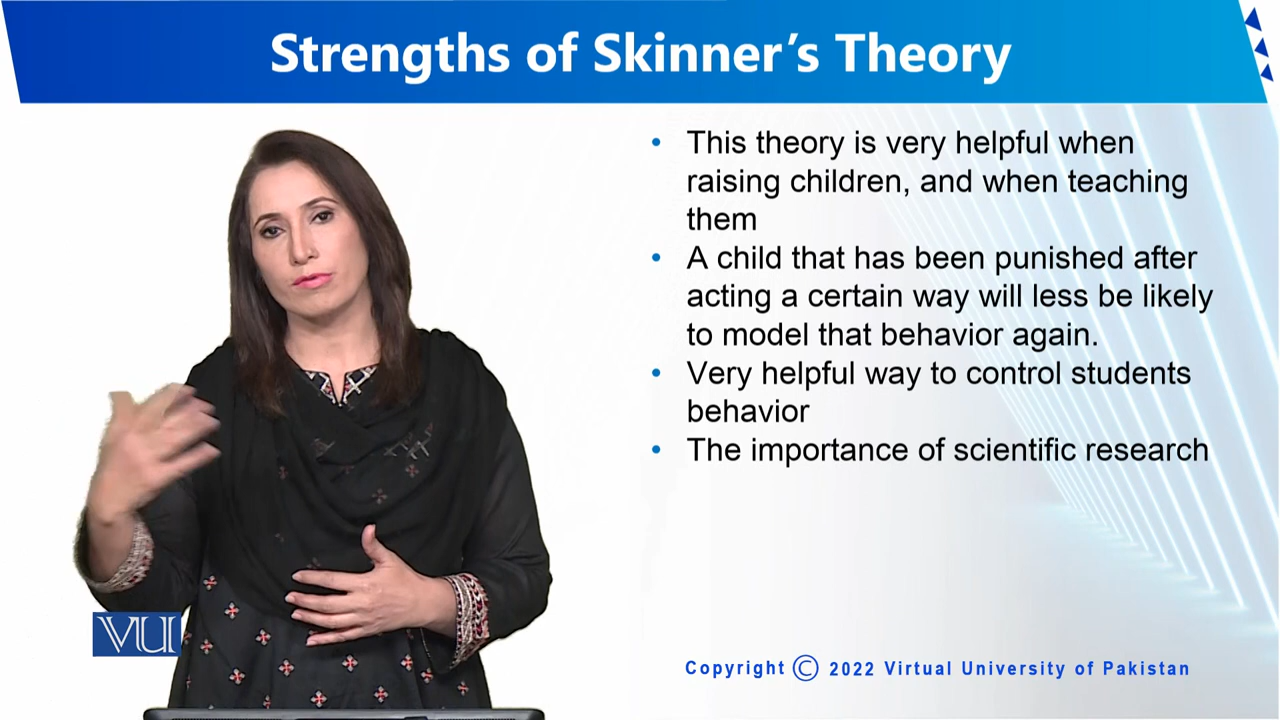 Strengths of Skinner’s Theory
• This theory is very helpful when
raising children, and when teaching
them
• A child that has been punished after
acting a certain way will less be likely
to model that behavior again.
• Very helpful way to control students
behavior
• The importance of scientific research
VU
Copyright © 2022 Virtual University of Pakistan